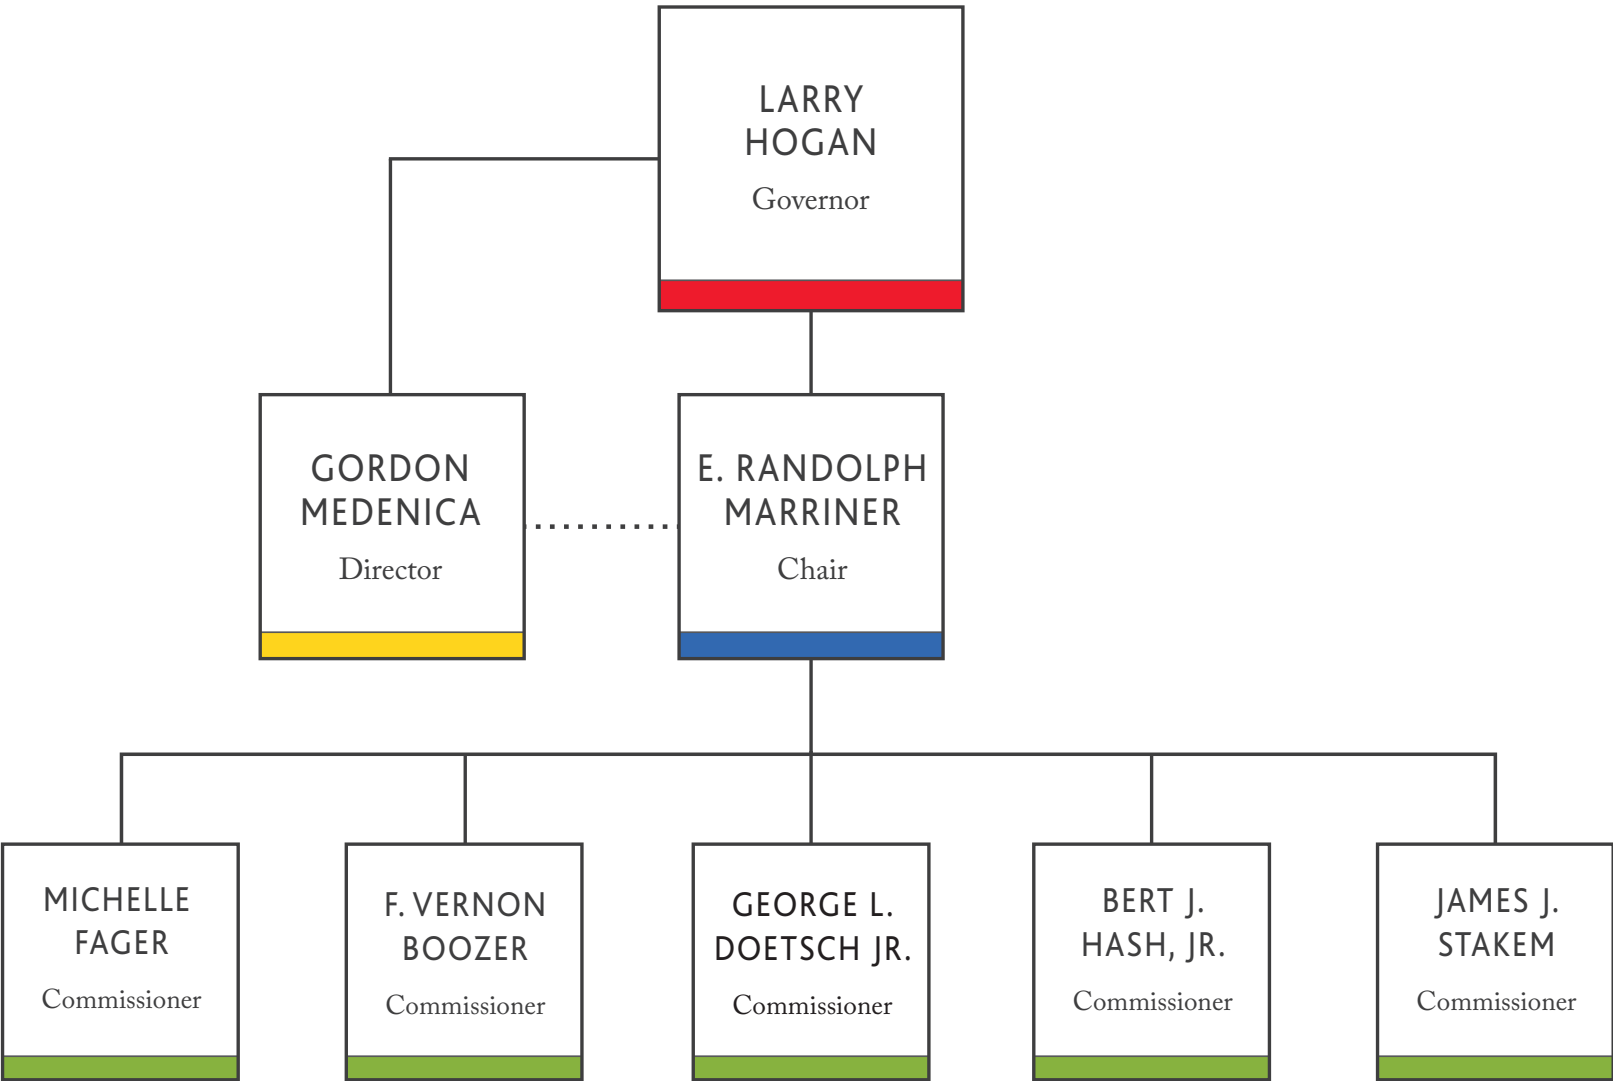 LARRY
HOGAN
Governor
GORDON
MEDENICA
Director
E. RANDOLPH
MARRINER
Chair
MICHELLE
FAGER
Commissioner
F. VERNON
BOOZER
Commissioner
GEORGE L.
DOETSCH JR.
Commissioner
BERT J.
HASH, JR.
Commissioner
JAMES J.
STAKEM
Commissioner